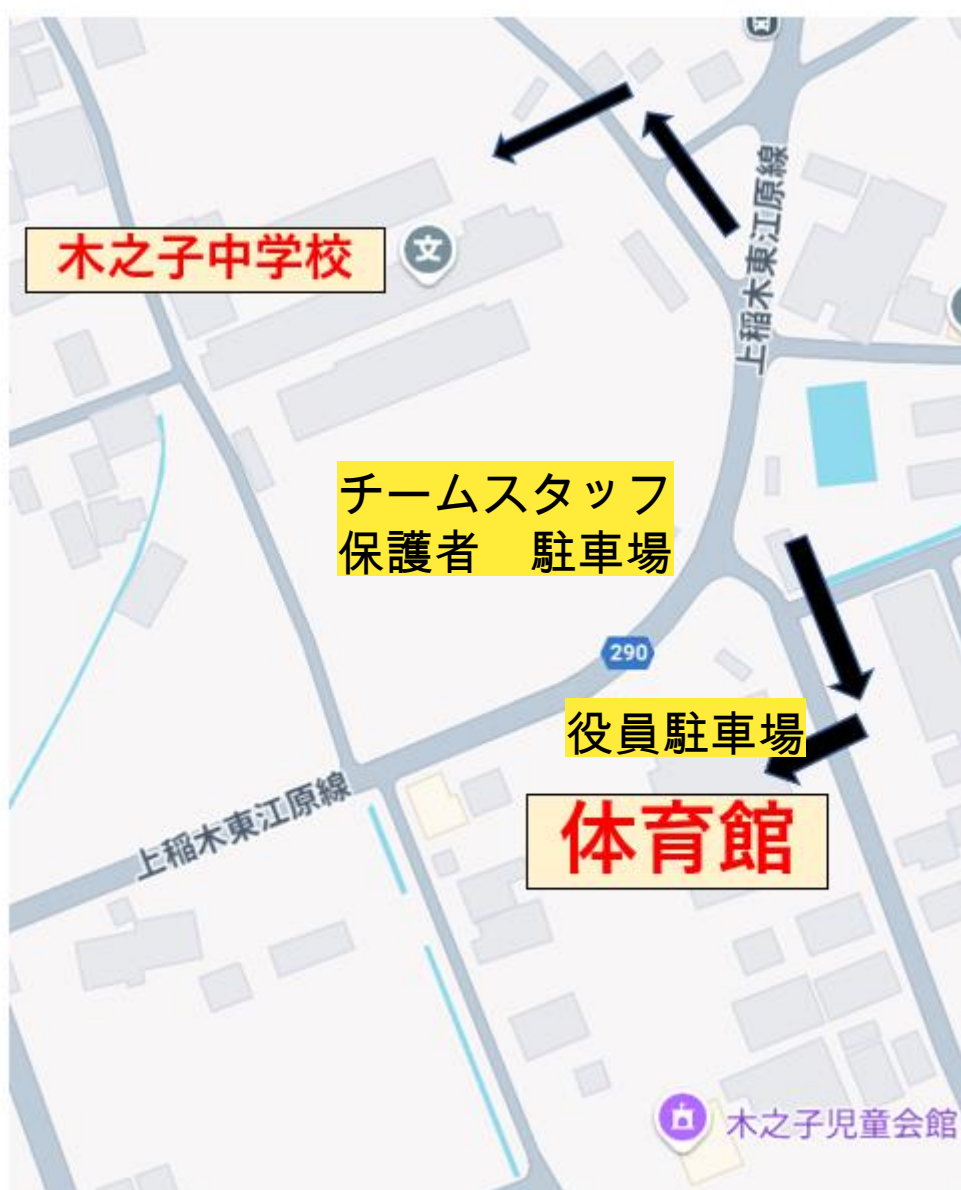 上稲木東江原線
木之子中学校
文
チームスタッフ
保護者　駐車場
290
役員駐車場
上稲木東江原線
体育館
木之子児童会館